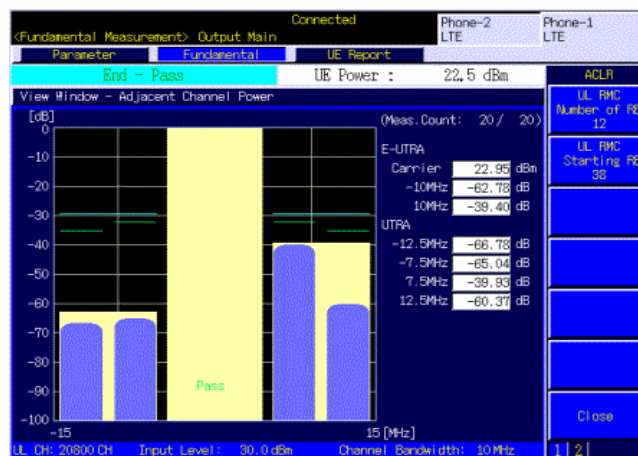 Connected
Phone-2
LTE
Phone-1
LTE
<Fundamental Measurement> Output Main
Parameter
Fundamental
UE Report
End - Pass
UE Power : 22.5 dBm
ACLR
View Window - Adjacent Channel Power
UL RMC
Number of RB
12
UL RMC
Starting RB
38
[dB]
(Meas.Count: 20/ 20)
0
-10
-20
-30
-40
-50
-60
-70
-80
-90
-100
E-UTRA
Carrier 22.95 dBm
-10MHz -62.78 dB
10MHz -39.40 dB
UTRA
-12.5MHz -66.78 dB
-7.5MHz -65.04 dB
7.5MHz -39.93 dB
12.5MHz -60.37 dB
Pass
-15
15 [MHz]
Close
UL CH: 20800 CH Input Level: 30.0 dBm Channel Bandwidth: 10 MHz
1 2